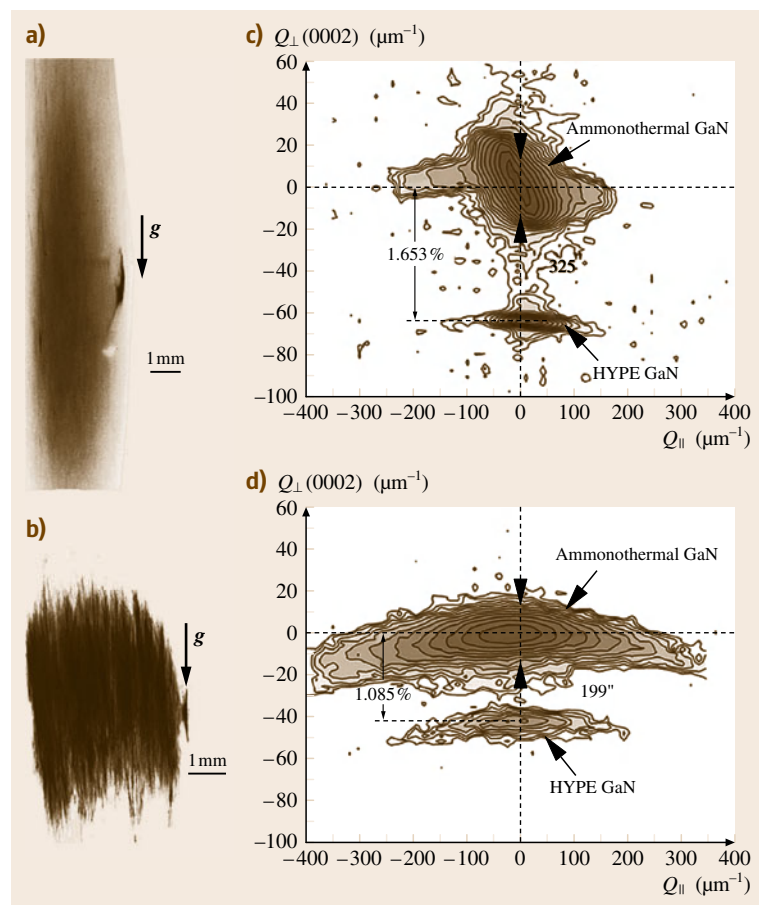 a)
g
1 mm
b)
g
1 mm
c) Q⊥(0002) (μm⁻¹)
60
40
20
0
−20
−40
−60
−80
−100
Ammonothermal GaN
1.653 %
325"
HYPE GaN
−400 −300 −200 −100 0 100 200 300 400
Q∥ (μm⁻¹)
d) Q⊥(0002) (μm⁻¹)
60
40
20
0
−20
−40
−60
−80
−100
Ammonothermal GaN
1.085 %
199"
HYPE GaN
−400 −300 −200 −100 0 100 200 300 400
Q∥ (μm⁻¹)